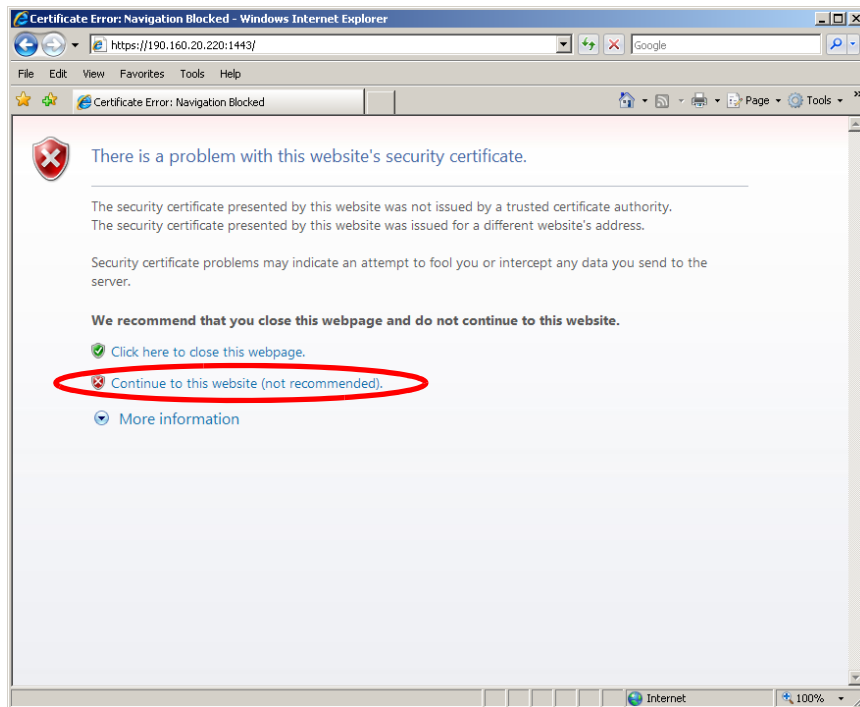 Certificate Error: Navigation Blocked - Windows Internet Explorer
https://190.160.20.220:1443/
Google
File Edit View Favorites Tools Help
Certificate Error: Navigation Blocked
Page Tools
There is a problem with this website's security certificate.
The security certificate presented by this website was not issued by a trusted certificate authority.
The security certificate presented by this website was issued for a different website's address.
Security certificate problems may indicate an attempt to fool you or intercept any data you send to the
server.
We recommend that you close this webpage and do not continue to this website.
Click here to close this webpage.
Continue to this website (not recommended).
More information
Internet 100%